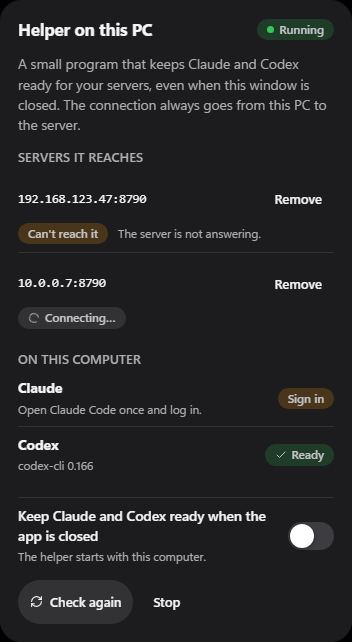 Helper on this PC
Running
A small program that keeps Claude and Codex
ready for your servers, even when this window is
closed. The connection always goes from this PC to
the server.
SERVERS IT REACHES
192.168.123.47:8790
Remove
Can't reach it
The server is not answering.
10.0.0.7:8790
Remove
Connecting...
ON THIS COMPUTER
Claude
Open Claude Code once and log in.
Sign in
Codex
codex-cli 0.166
Ready
Keep Claude and Codex ready when the
app is closed
The helper starts with this computer.
Check again
Stop